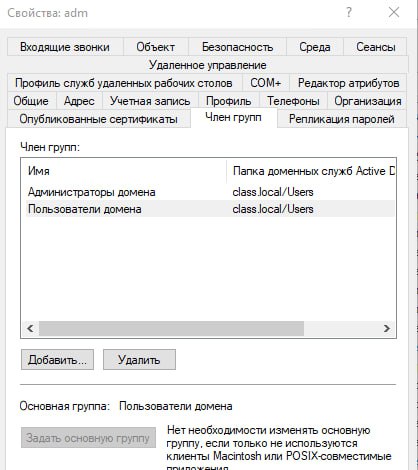 Свойства: adm
Входящие звонки Объект Безопасность Среда Сеансы
Удаленное управление
Профиль служб удаленных рабочих столов COM+ Редактор атрибутов
Общие Адрес Учетная запись Профиль Телефоны Организация
Опубликованные сертификаты Член групп Репликация паролей
Член групп:
Имя Папка доменных служб Active D
Администраторы домена class.local/Users
Пользователи домена class.local/Users
Добавить... Удалить
Основная группа: Пользователи домена
Задать основную группу
Нет необходимости изменять основную
группу, если только не используются
клиенты Macintosh или POSIX-совместимые
приложения.